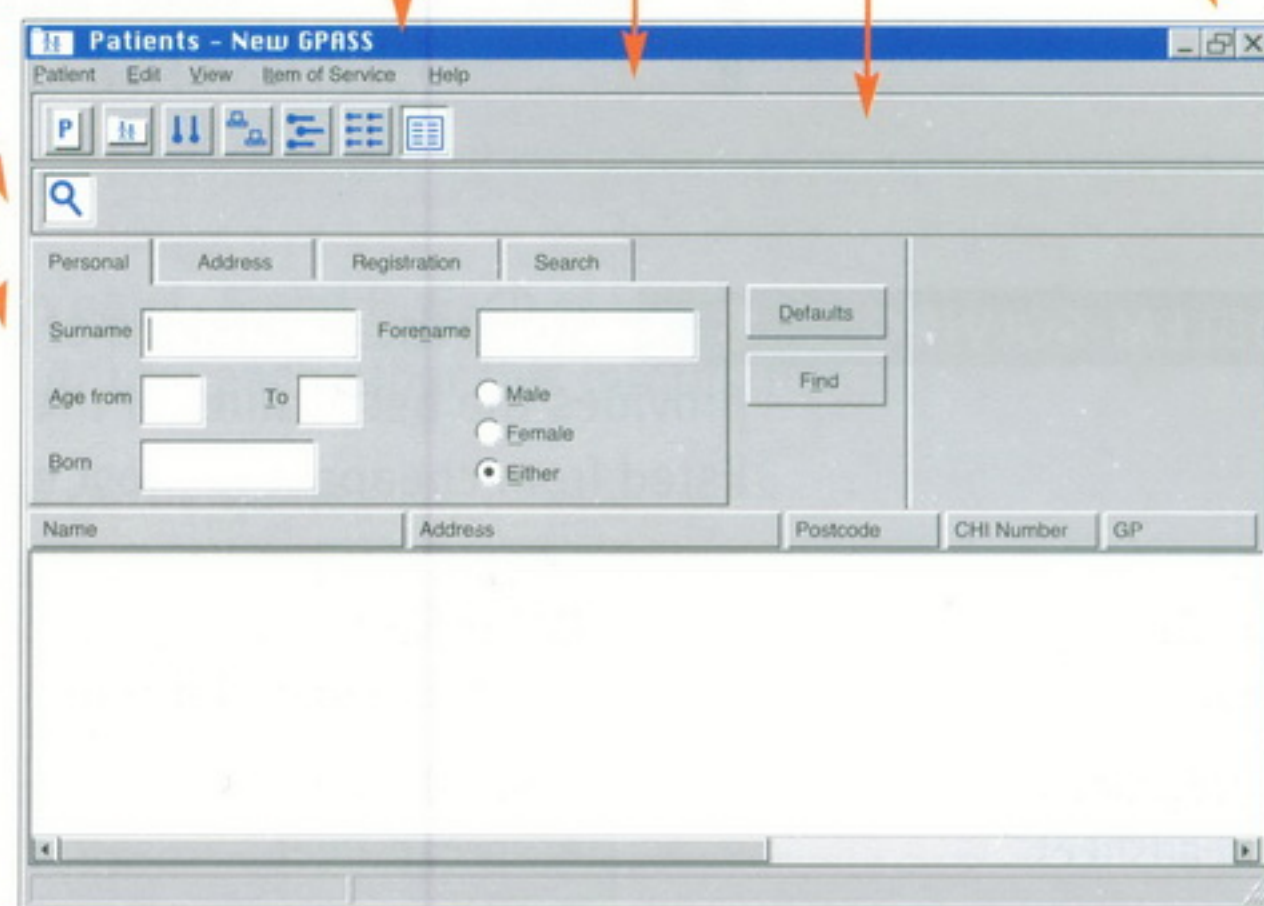 Patients - New GPASS
Patient Edit View Item of Service Help
P
Personal Address Registration Search
Surname Forename Defaults
Age from To Male Find
Female
Born Either
Name Address Postcode CHI Number GP